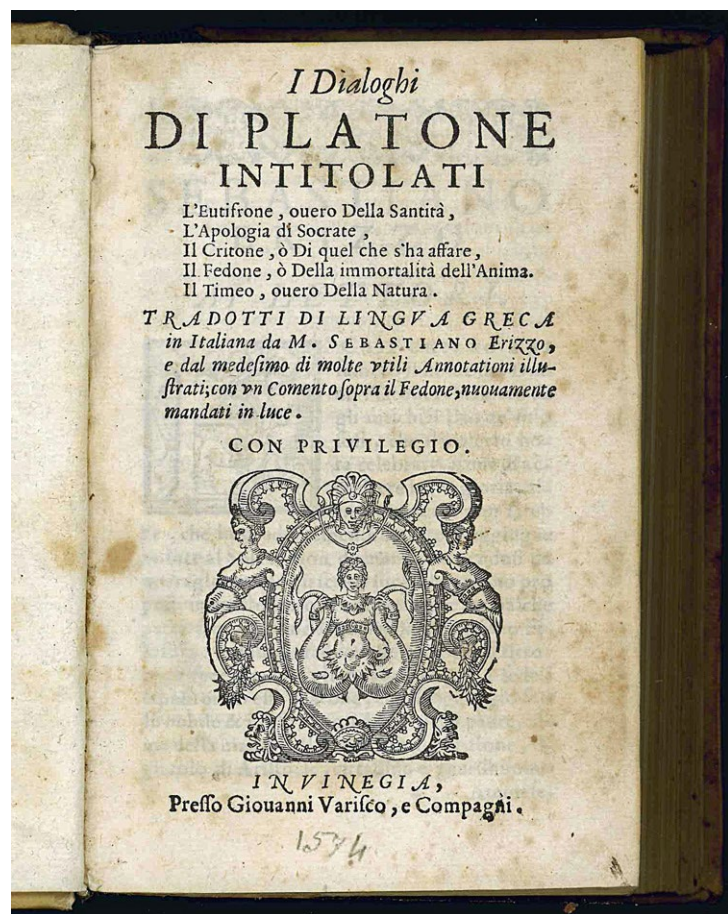 I Dialoghi
DI PLATONE
INTITOLATI
L'Eutifrone, ouero Della Santità,
L'Apologia di Socrate,
Il Critone, ò Di quel che s'ha affare,
Il Fedone, ò Della immortalità dell'Anima.
Il Timeo, ouero Della Natura.
TRADOTTI DI LINGVA GRECA
in Italiana da M. SEBASTIANO Erizzo,
e dal medeſimo di molte vtili Annotationi illu-
ſtrati; con vn Comento ſopra il Fedone, nuouamente
mandati in luce.
CON PRIVILEGIO.
IN VINEGIA,
Preſſo Giouanni Variſco, e Compagni.
1574